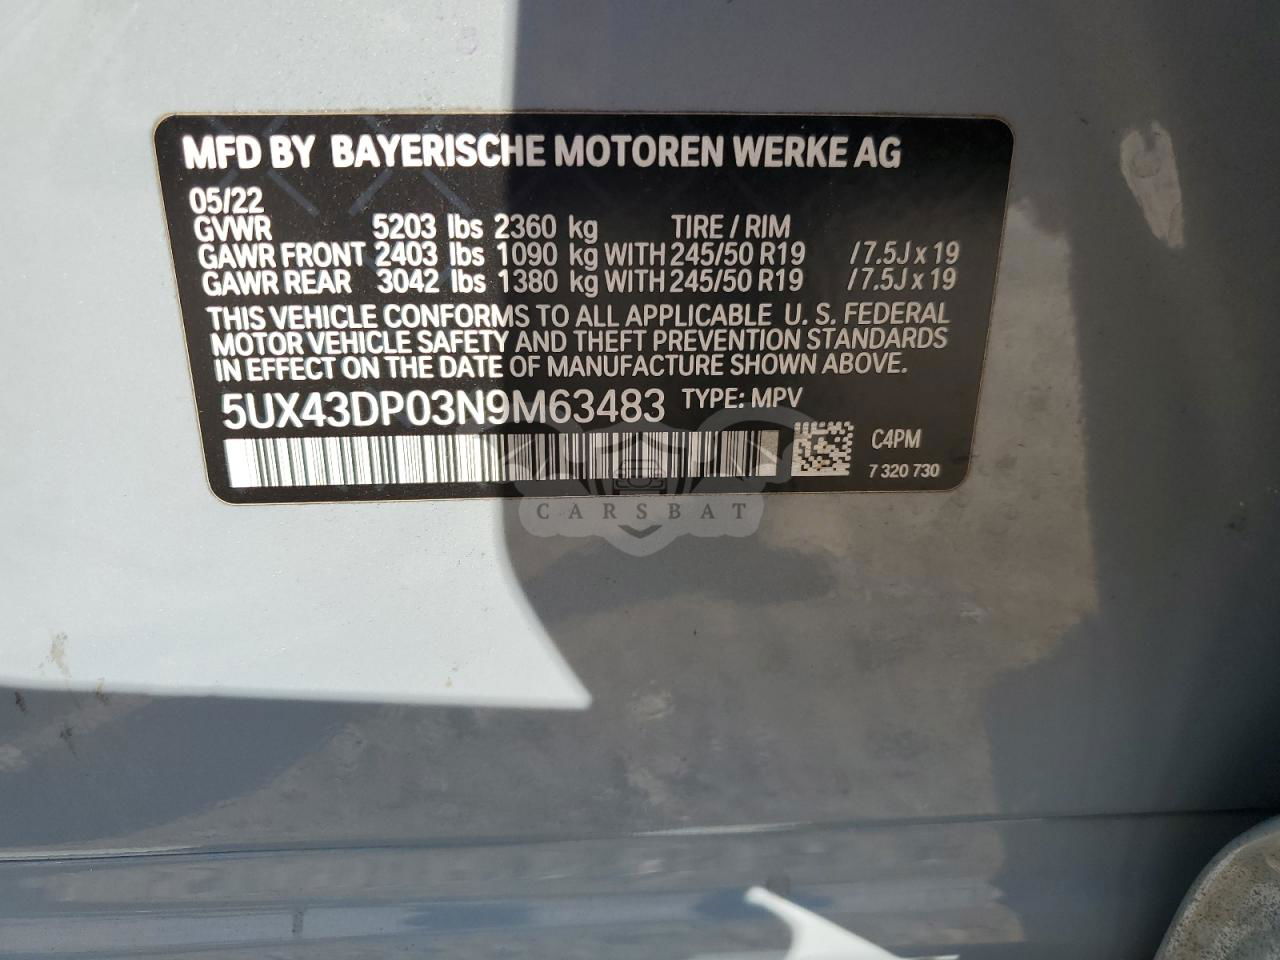 MFD BY BAYERISCHE MOTOREN WERKE AG
05/22
GVWR 5203 lbs 2360 kg TIRE / RIM
GAWR FRONT 2403 lbs 1090 kg WITH 245/50 R19 /7.5J x 19
GAWR REAR 3042 lbs 1380 kg WITH 245/50 R19 /7.5J x 19
THIS VEHICLE CONFORMS TO ALL APPLICABLE U. S. FEDERAL
MOTOR VEHICLE SAFETY AND THEFT PREVENTION STANDARDS
IN EFFECT ON THE DATE OF MANUFACTURE SHOWN ABOVE.
5UX43DP03N9M63483 TYPE: MPV
C4PM
7 320 730
CARSBAT